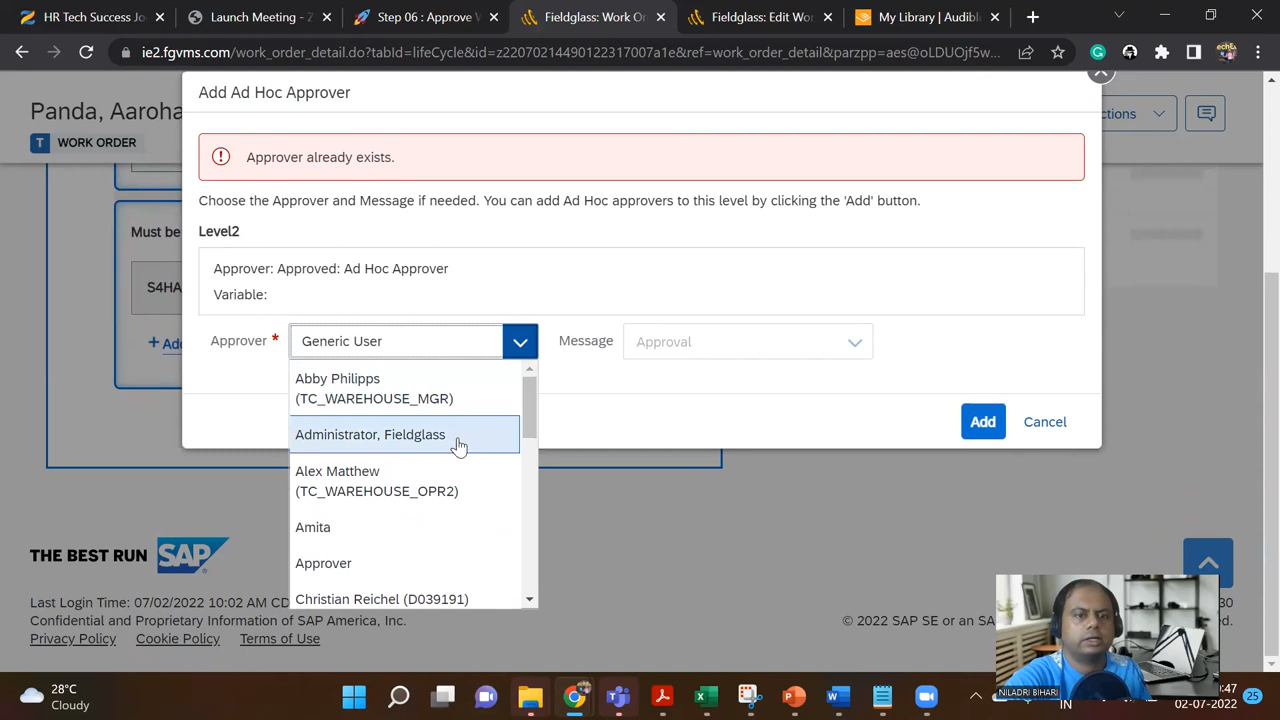 HR Tech Success Jo
Launch Meeting - Z
Step 06 : Approve W
Fieldglass: Work O
Fieldglass: Edit Wo
My Library | Audib
ie2.fgvms.com/work_order_detail.do?tabId=lifeCycle&id=z22070214490122317007a1e&ref=work_order_detail&parzpp=aes@oLDUOjf5w...
Add Ad Hoc Approver
Panda, Aaroha
ctions
WORK ORDER
Approver already exists.
Choose the Approver and Message if needed. You can add Ad Hoc approvers to this level by clicking the 'Add' button.
Must be
Level2
S4HA
Approver: Approved: Ad Hoc Approver
Variable:
+ Add
Approver * Generic User
Message Approval
Abby Philipps
(TC_WAREHOUSE_MGR)
Add Cancel
Administrator, Fieldglass
Alex Matthew
(TC_WAREHOUSE_OPR2)
Amita
Approver
Christian Reichel (D039191)
THE BEST RUN SAP
Last Login Time: 07/02/2022 10:02 AM CD
30
Confidential and Proprietary Information of SAP America, Inc.
© 2022 SAP SE or an SA
Privacy Policy Cookie Policy Terms of Use
NILADRI BIHARI
28°C
Cloudy
IN
:47
02-07-2022
25